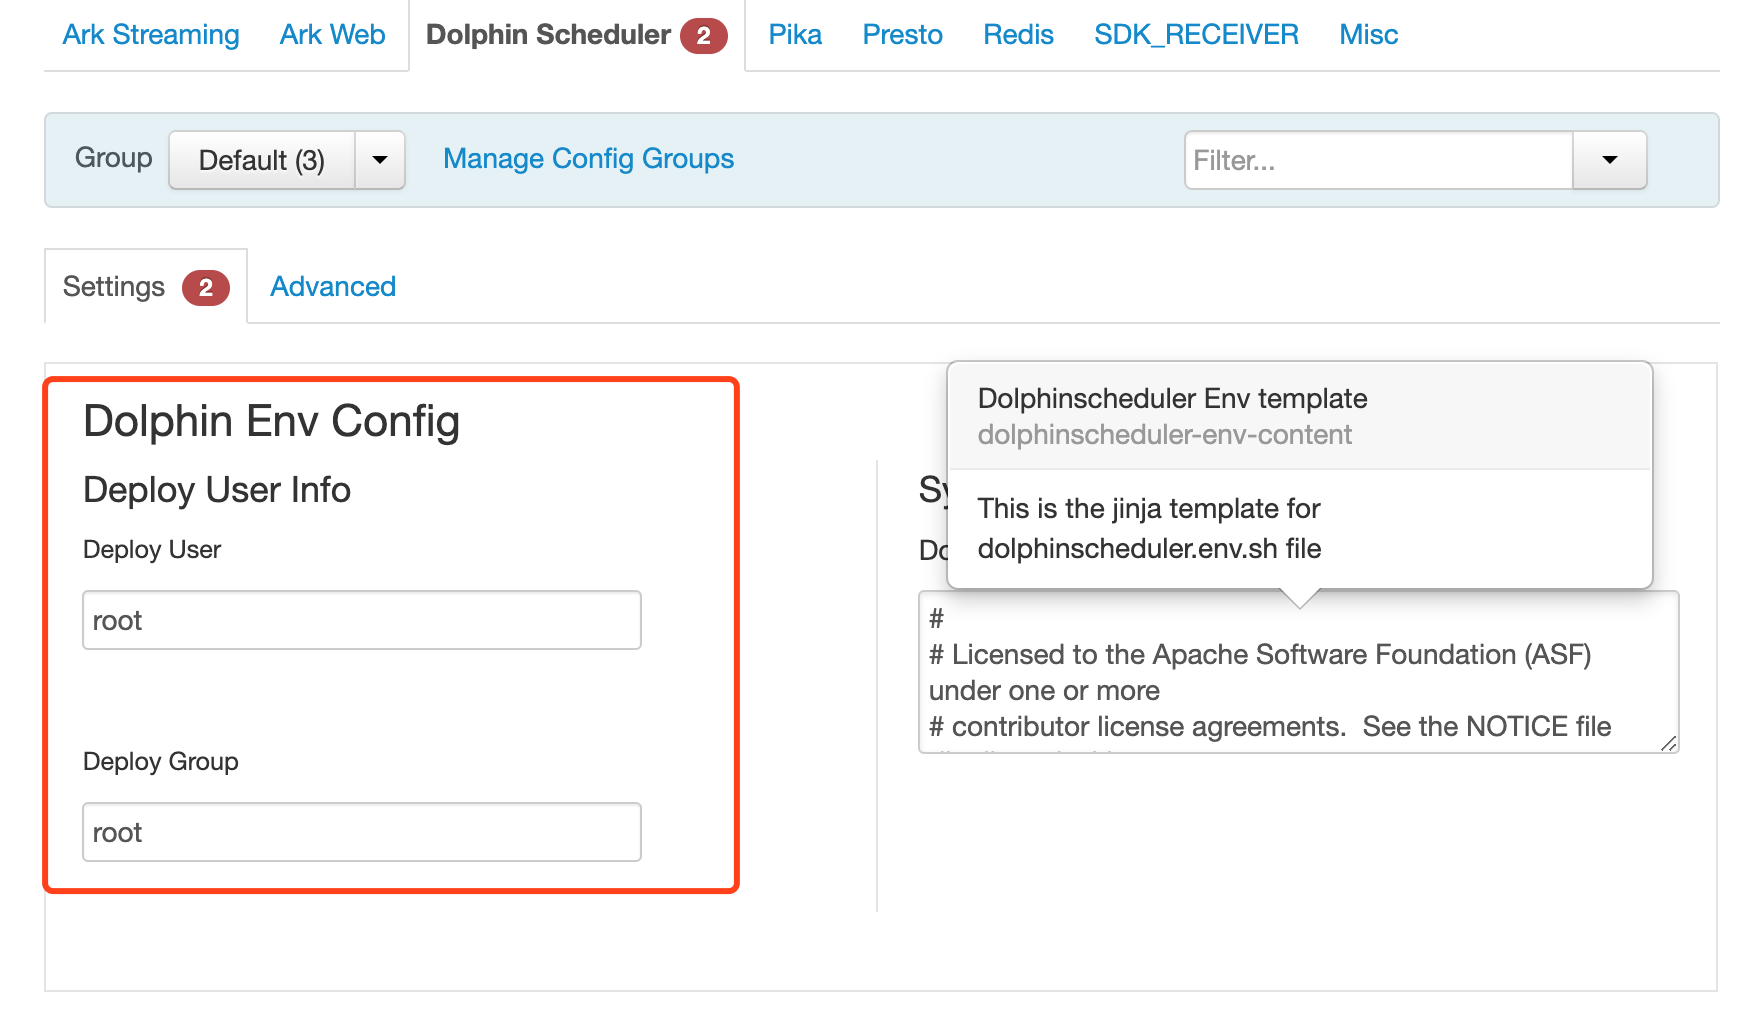 Ark Streaming Ark Web Dolphin Scheduler 2 Pika Presto Redis SDK_RECEIVER Misc
Group Default (3) Manage Config Groups Filter...
Settings 2 Advanced
Dolphin Env Config
Deploy User Info
Deploy User
root
Deploy Group
root
Dolphinscheduler Env template
dolphinscheduler-env-content
This is the jinja template for
dolphinscheduler.env.sh file
#
# Licensed to the Apache Software Foundation (ASF)
under one or more
# contributor license agreements.  See the NOTICE file